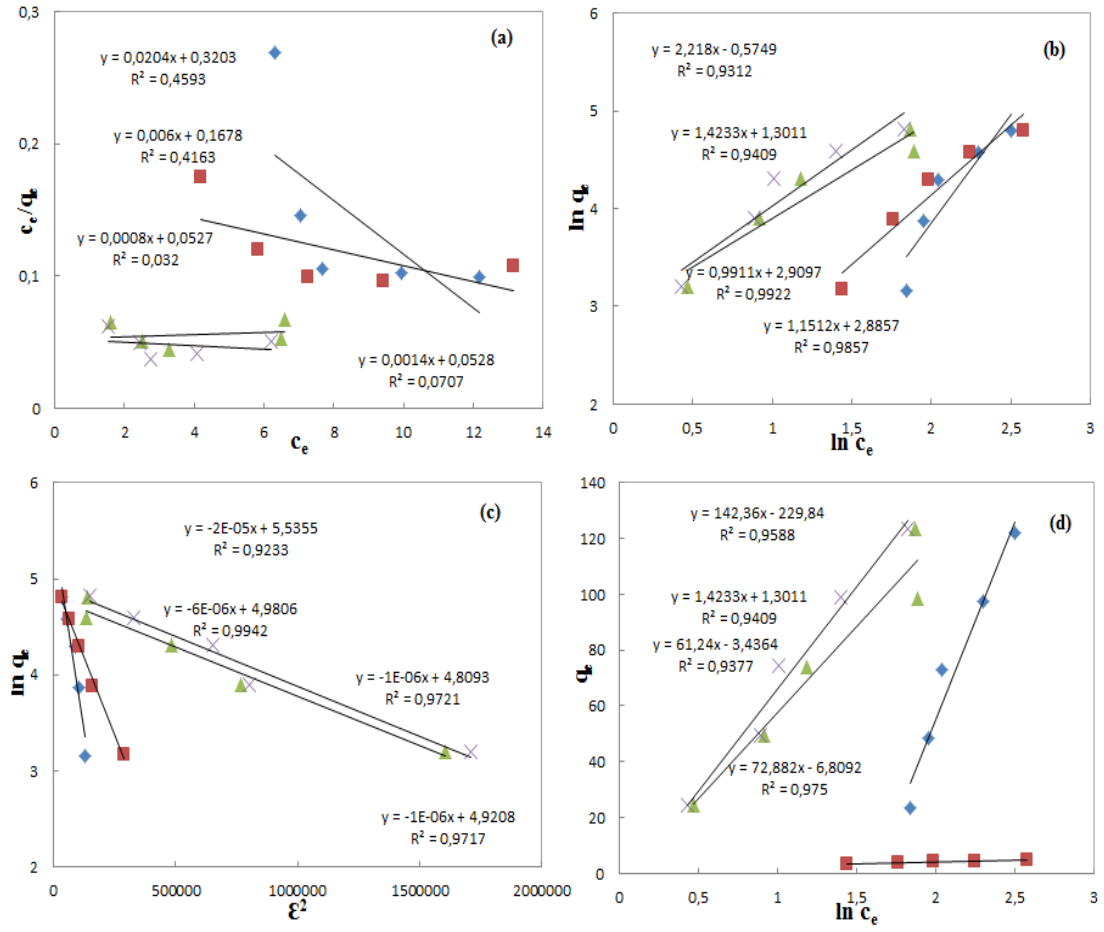 (a)
y = 0,0204x + 0,3203
R² = 0,4593
y = 0,006x + 0,1678
R² = 0,4163
y = 0,0008x + 0,0527
R² = 0,032
y = 0,0014x + 0,0528
R² = 0,0707
0,3
0,2
0,1
0
0 2 4 6 8 10 12 14
cₑ/qₑ
cₑ
(b)
y = 2,218x - 0,5749
R² = 0,9312
y = 1,4233x + 1,3011
R² = 0,9409
y = 0,9911x + 2,9097
R² = 0,9922
y = 1,1512x + 2,8857
R² = 0,9857
6
5
4
3
2
0 0,5 1 1,5 2 2,5 3
ln qₑ
ln cₑ
(c)
y = -2E-05x + 5,5355
R² = 0,9233
y = -6E-06x + 4,9806
R² = 0,9942
y = -1E-06x + 4,8093
R² = 0,9721
y = -1E-06x + 4,9208
R² = 0,9717
6
5
4
3
2
0 500000 1000000 1500000 2000000
ln qₑ
Ɛ²
(d)
y = 142,36x - 229,84
R² = 0,9588
y = 1,4233x + 1,3011
R² = 0,9409
y = 61,24x - 3,4364
R² = 0,9377
y = 72,882x - 6,8092
R² = 0,975
140
120
100
80
60
40
20
0
0 0,5 1 1,5 2 2,5 3
qₑ
ln cₑ